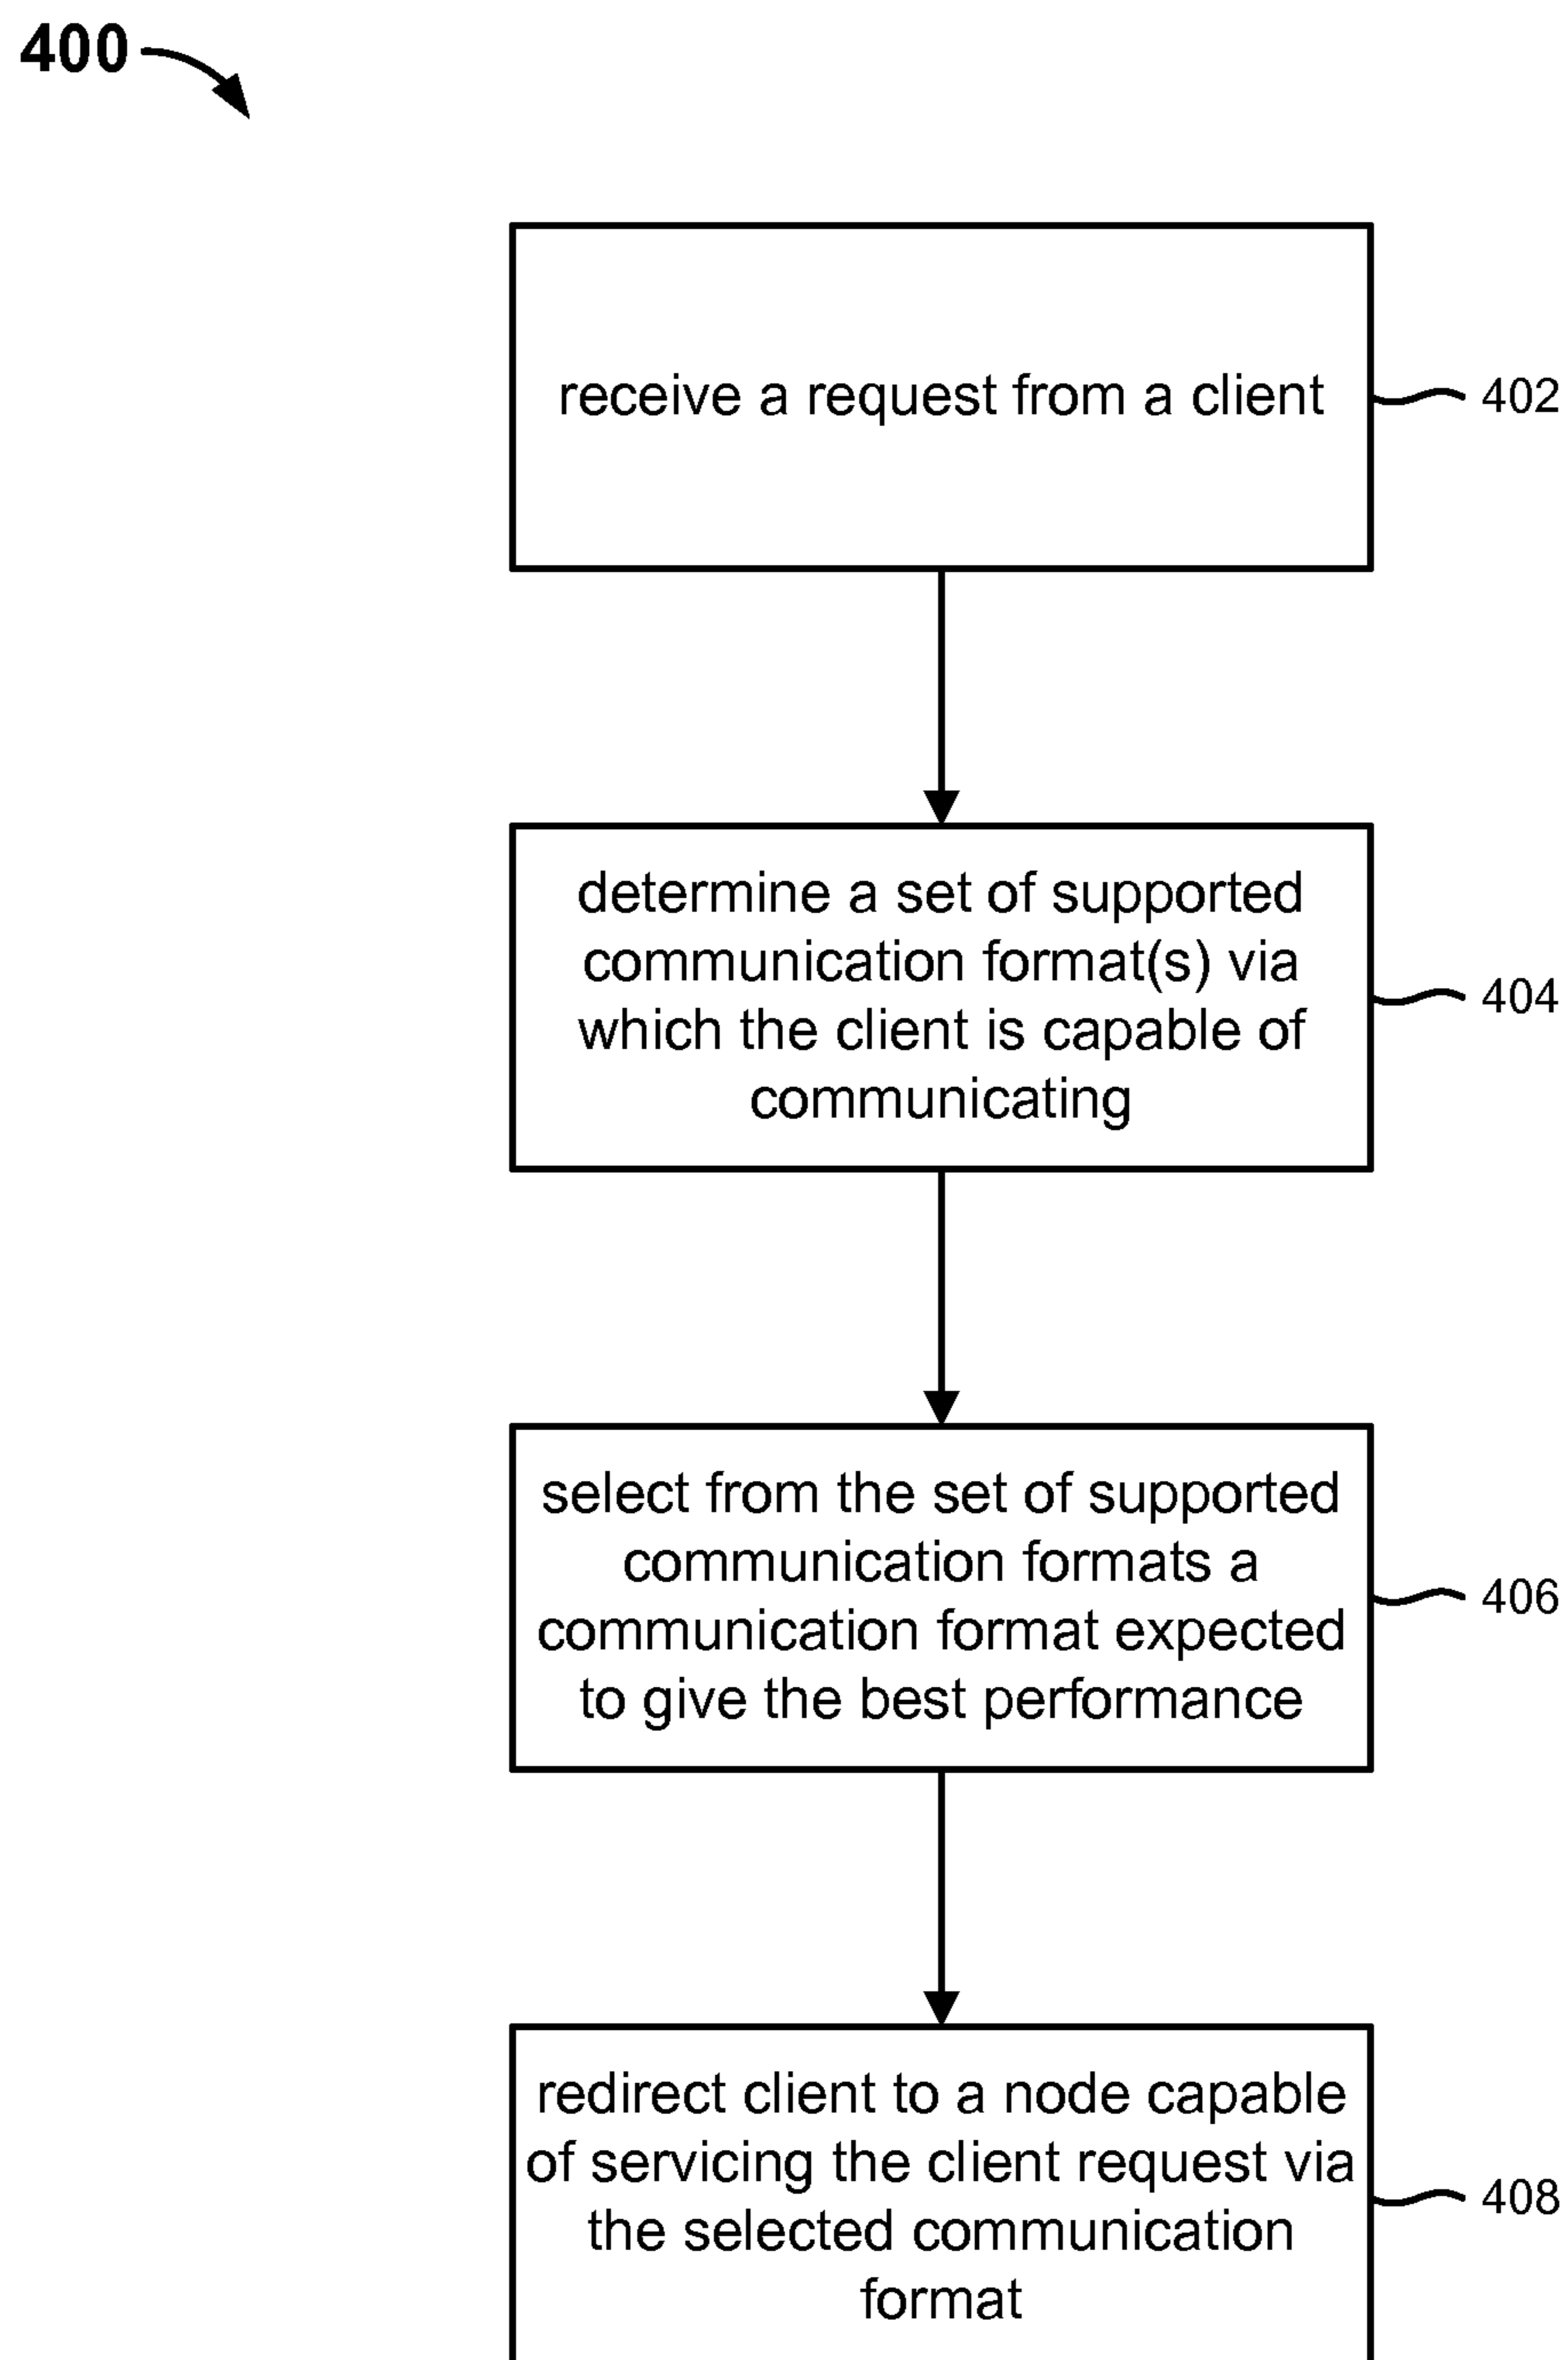 400
receive a request from a client
402
determine a set of supported
communication format(s) via
which the client is capable of
communicating
404
select from the set of supported
communication formats a
communication format expected
to give the best performance
406
redirect client to a node capable
of servicing the client request via
the selected communication
format
408